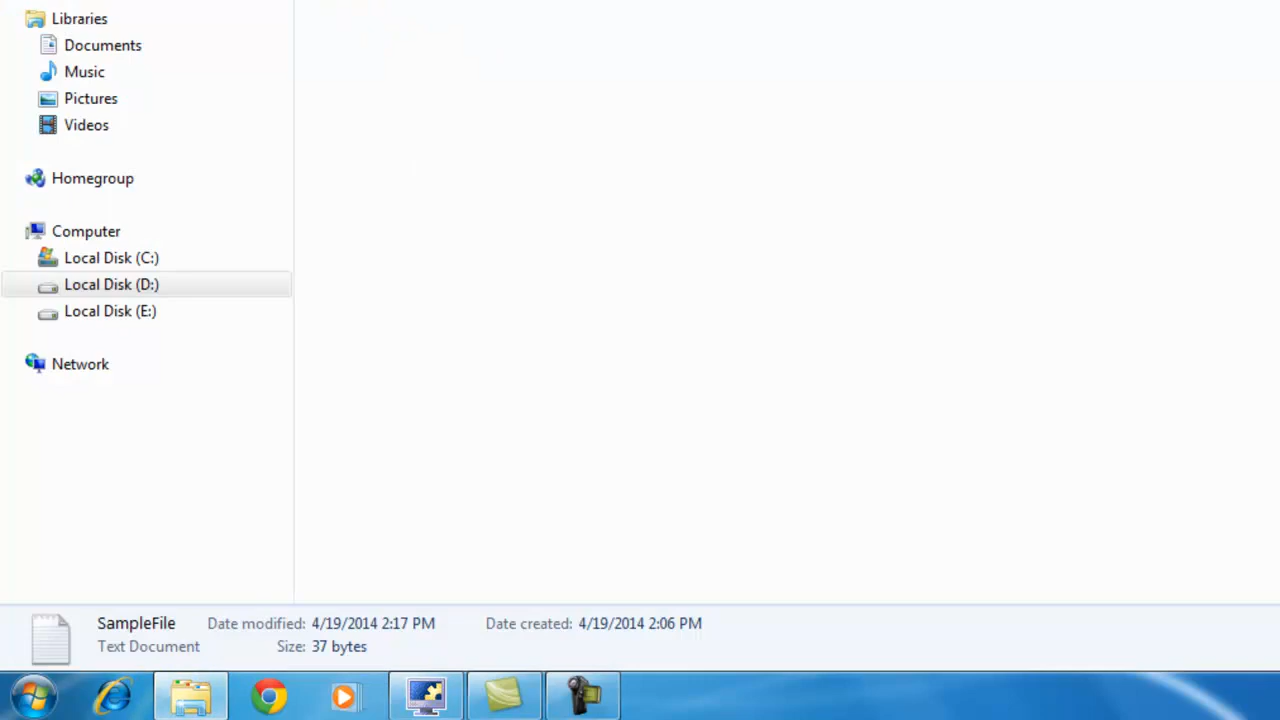 Libraries
Documents
Music
Pictures
Videos
Homegroup
Computer
Local Disk (C:)
Local Disk (D:)
Local Disk (E:)
Network
SampleFile Date modified: 4/19/2014 2:17 PM Date created: 4/19/2014 2:06 PM
Text Document Size: 37 bytes